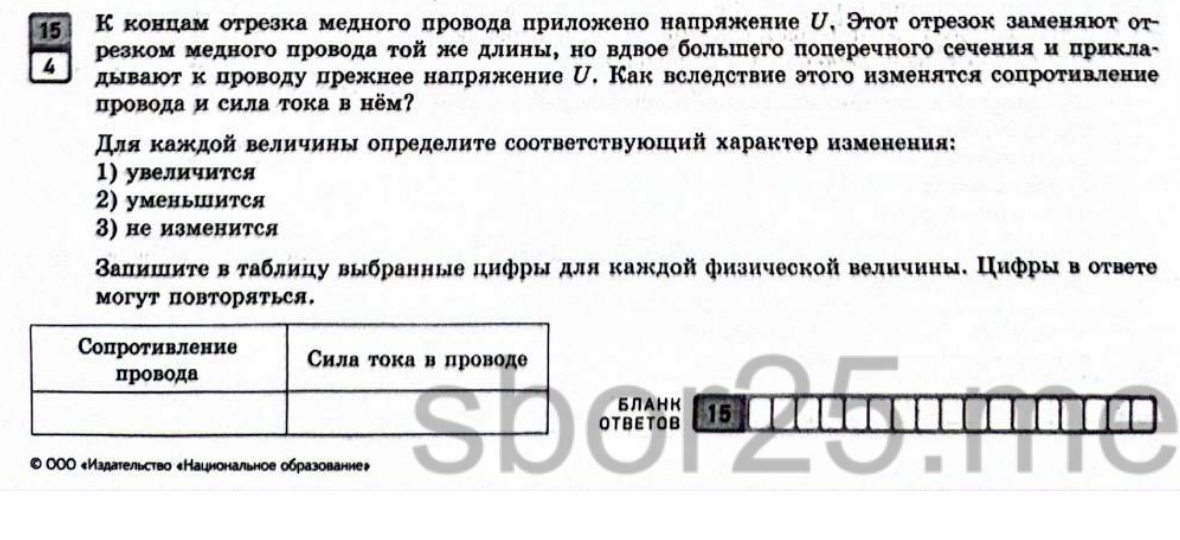 15
4
К концам отрезка медного провода приложено напряжение U. Этот отрезок заменяют от-
резком медного провода той же длины, но вдвое большего поперечного сечения и прикла-
дывают к проводу прежнее напряжение U. Как вследствие этого изменятся сопротивление
провода и сила тока в нём?
Для каждой величины определите соответствующий характер изменения:
1) увеличится
2) уменьшится
3) не изменится
Запишите в таблицу выбранные цифры для каждой физической величины. Цифры в ответе
могут повторяться.
Сопротивление
провода
Сила тока в проводе
БЛАНК
ОТВЕТОВ
15
sbor25.me
© ООО «Издательство «Национальное образование»